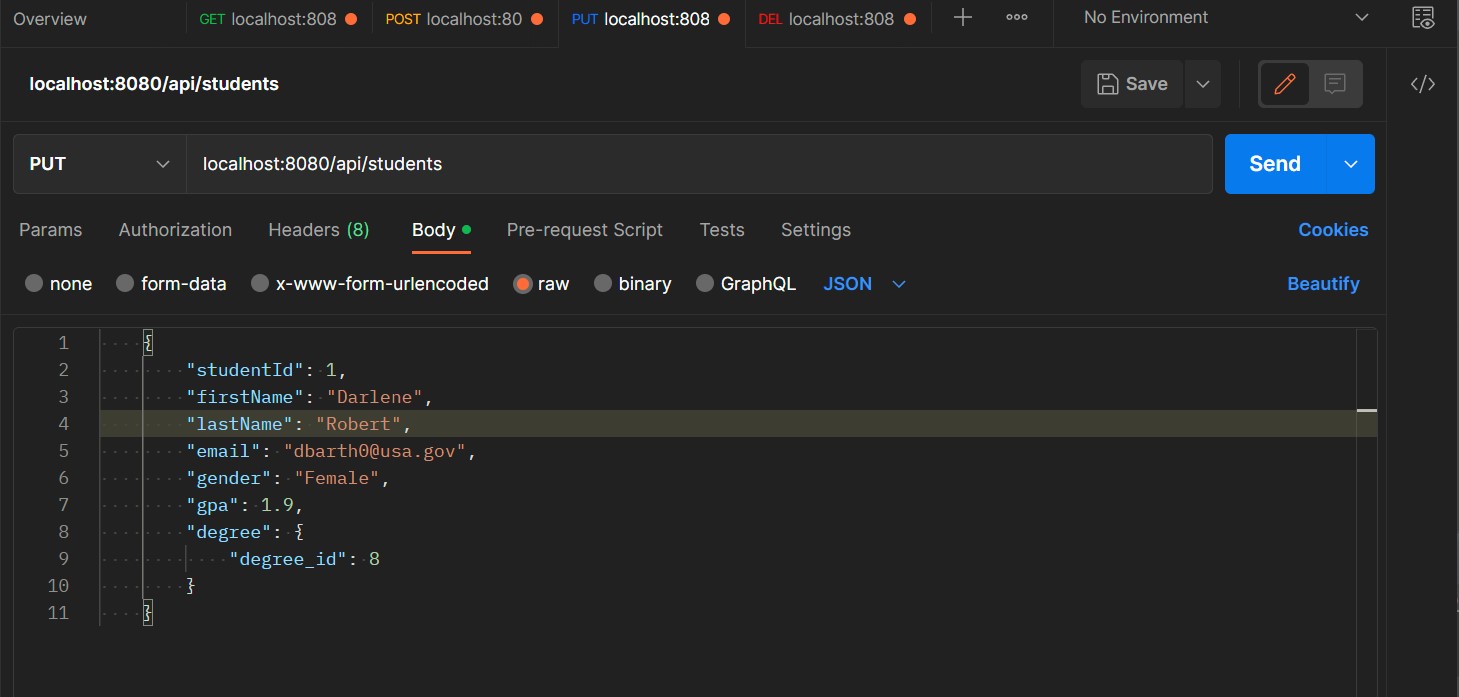 Overview GET localhost:808 POST localhost:80 PUT localhost:808 DEL localhost:808 No Environment
localhost:8080/api/students Save
PUT localhost:8080/api/students Send
Params Authorization Headers (8) Body Pre-request Script Tests Settings Cookies
none form-data x-www-form-urlencoded raw binary GraphQL JSON Beautify
1 {
2 "studentId": 1,
3 "firstName": "Darlene",
4 "lastName": "Robert",
5 "email": "dbarth0@usa.gov",
6 "gender": "Female",
7 "gpa": 1.9,
8 "degree": {
9 "degree_id": 8
10 }
11 }